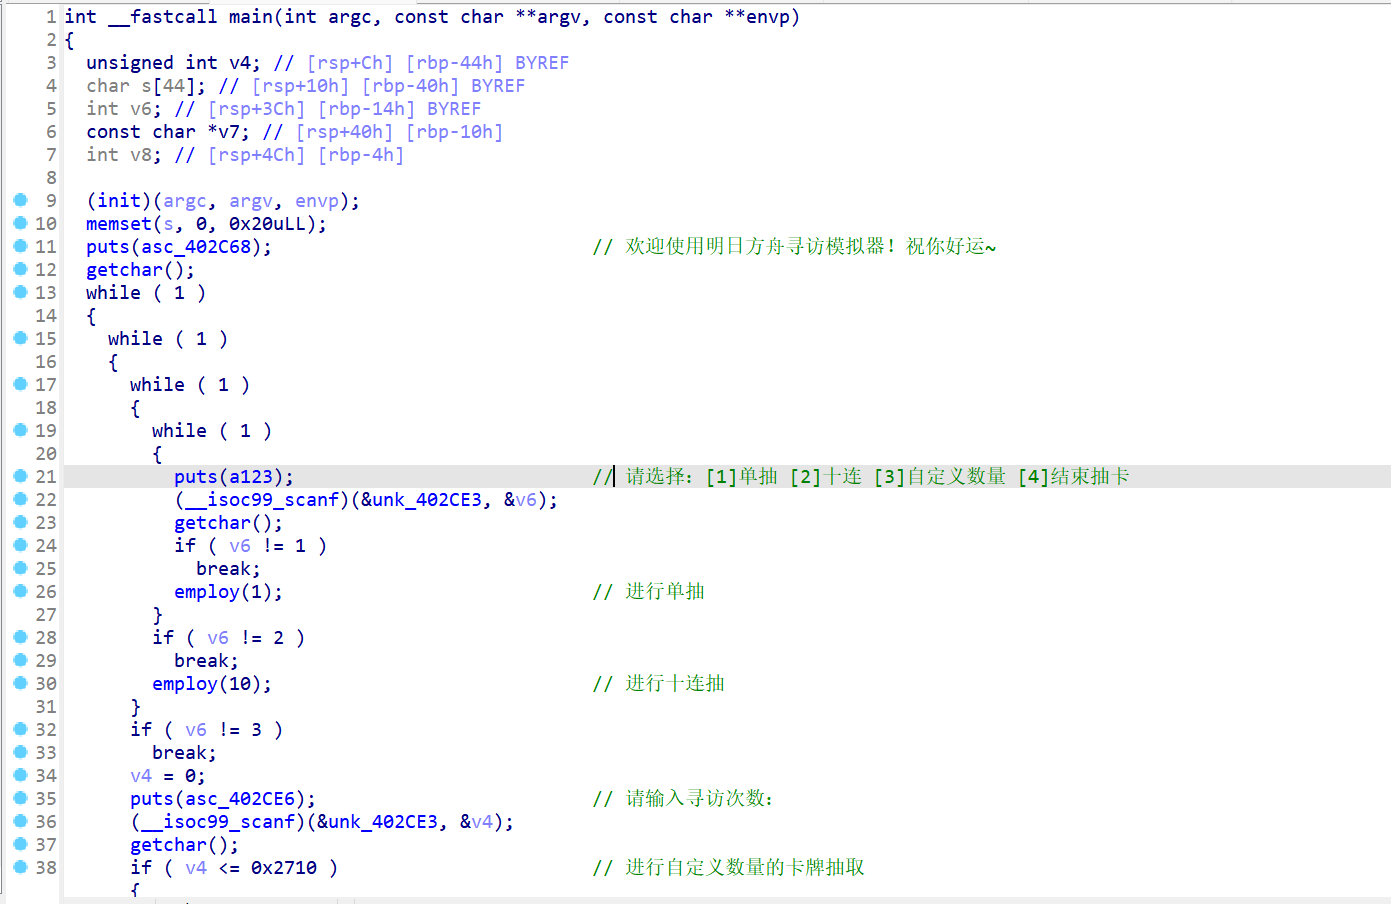 1 int __fastcall main(int argc, const char **argv, const char **envp)
2 {
3   unsigned int v4; // [rsp+Ch] [rbp-44h] BYREF
4   char s[44]; // [rsp+10h] [rbp-40h] BYREF
5   int v6; // [rsp+3Ch] [rbp-14h] BYREF
6   const char *v7; // [rsp+40h] [rbp-10h]
7   int v8; // [rsp+4Ch] [rbp-4h]
8
9   (init)(argc, argv, envp);
10   memset(s, 0, 0x20uLL);
11   puts(asc_402C68);                             // 欢迎使用明日方舟寻访模拟器！祝你好运~
12   getchar();
13   while ( 1 )
14   {
15     while ( 1 )
16     {
17       while ( 1 )
18       {
19         while ( 1 )
20         {
21           puts(a123);                           // 请选择：[1]单抽 [2]十连 [3]自定义数量 [4]结束抽卡
22           (__isoc99_scanf)(&unk_402CE3, &v6);
23           getchar();
24           if ( v6 != 1 )
25             break;
26           employ(1);                            // 进行单抽
27         }
28         if ( v6 != 2 )
29           break;
30         employ(10);                             // 进行十连抽
31       }
32       if ( v6 != 3 )
33         break;
34       v4 = 0;
35       puts(asc_402CE6);                         // 请输入寻访次数：
36       (__isoc99_scanf)(&unk_402CE3, &v4);
37       getchar();
38       if ( v4 <= 0x2710 )                       // 进行自定义数量的卡牌抽取
{